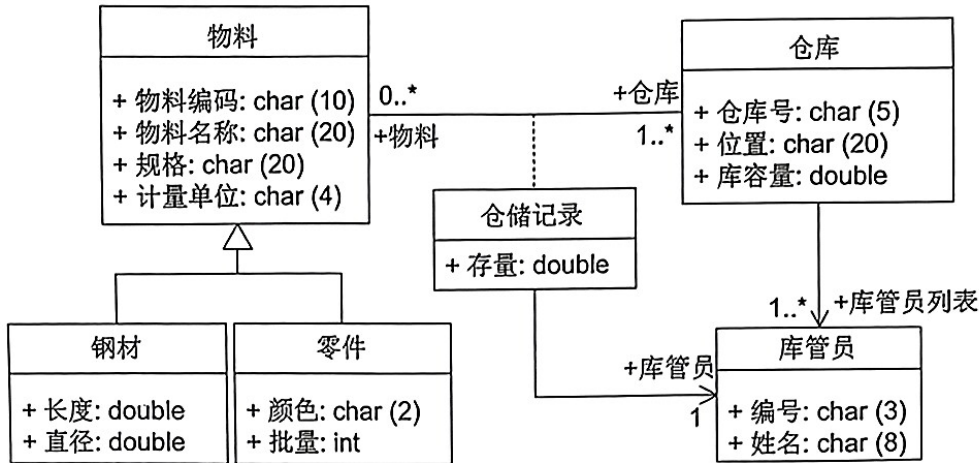 物料
+ 物料编码: char (10)
+ 物料名称: char (20)
+ 规格: char (20)
+ 计量单位: char (4)
0..*
+物料
+仓库
1..*
仓库
+ 仓库号: char (5)
+ 位置: char (20)
+ 库容量: double
仓储记录
+ 存量: double
1..*
+库管员列表
钢材
+ 长度: double
+ 直径: double
零件
+ 颜色: char (2)
+ 批量: int
+库管员
1
库管员
+ 编号: char (3)
+ 姓名: char (8)